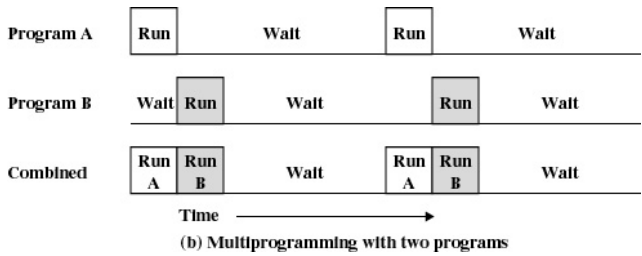 Program A Run Wait Run Wait
Program B Wait Run Wait Run Wait
Combined Run A Run B Wait Run A Run B Wait
Time
(b) Multiprogramming with two programs